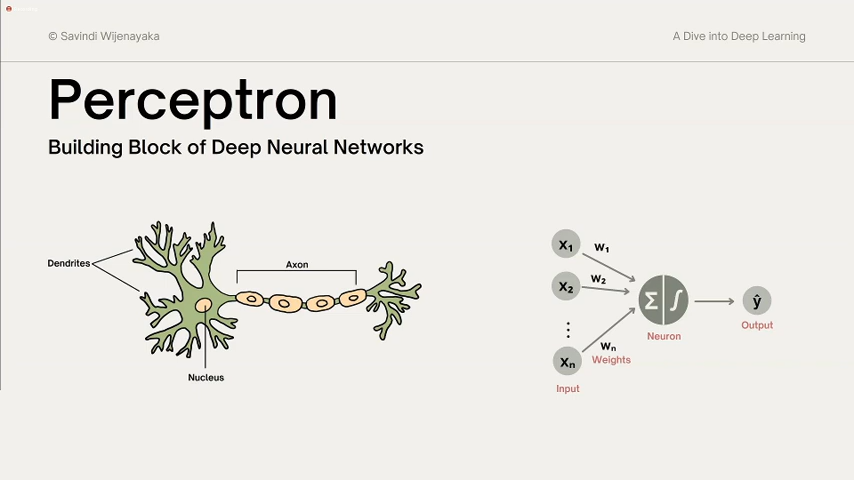 © Savindi Wijenayaka
A Dive into Deep Learning
Perceptron
Building Block of Deep Neural Networks
Dendrites
Axon
Nucleus
x₁
w₁
x₂
w₂
Σ ∫
ŷ
Output
Neuron
wₙ
Weights
xₙ
Input